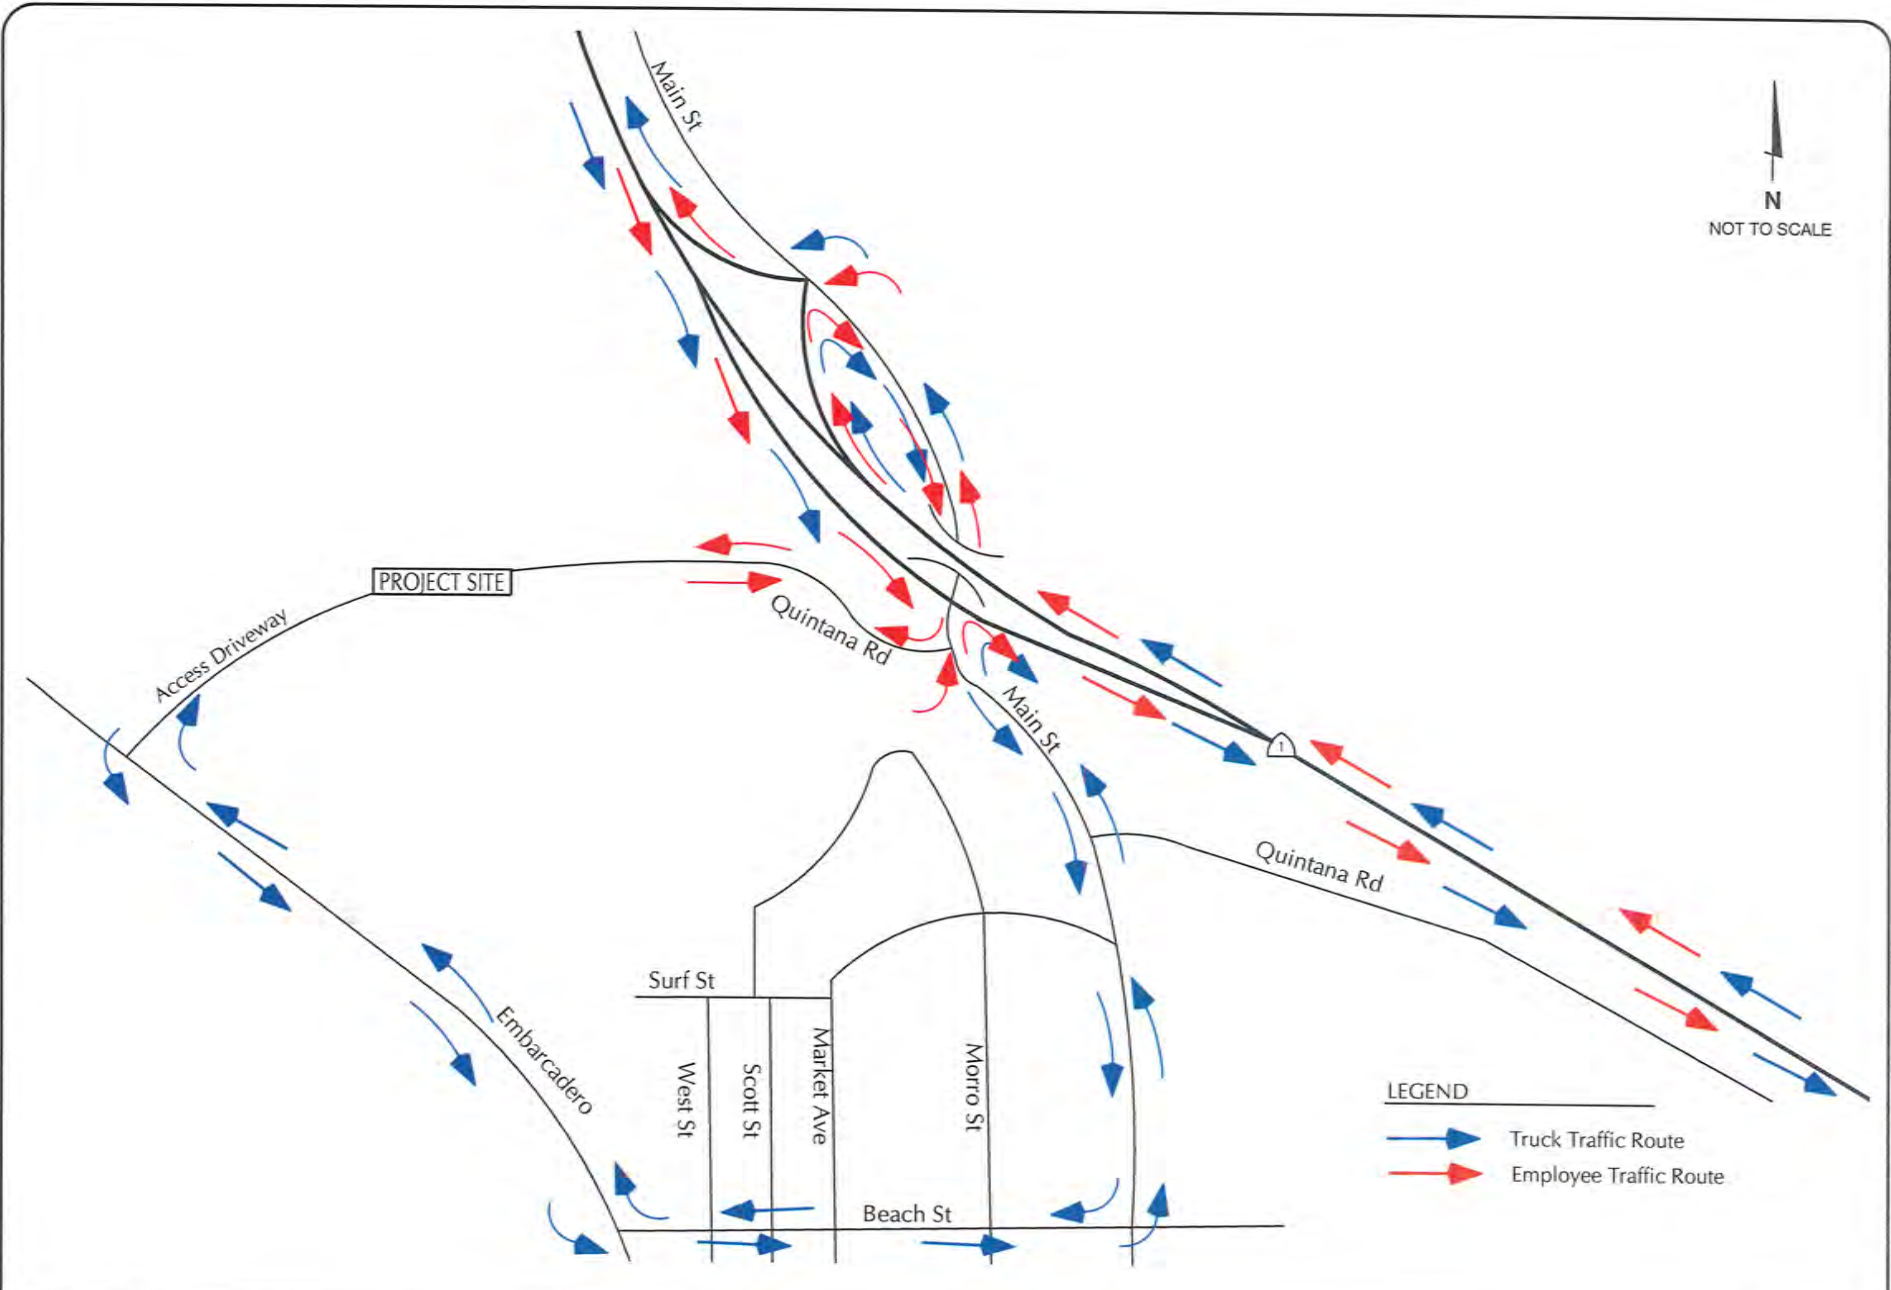 Main St
N
NOT TO SCALE
PROJECT SITE
Access Driveway
Quintana Rd
Main St
1
Quintana Rd
Surf St
Embarcadero
West St
Scott St
Market Ave
Morro St
Beach St
LEGEND
Truck Traffic Route
Employee Traffic Route